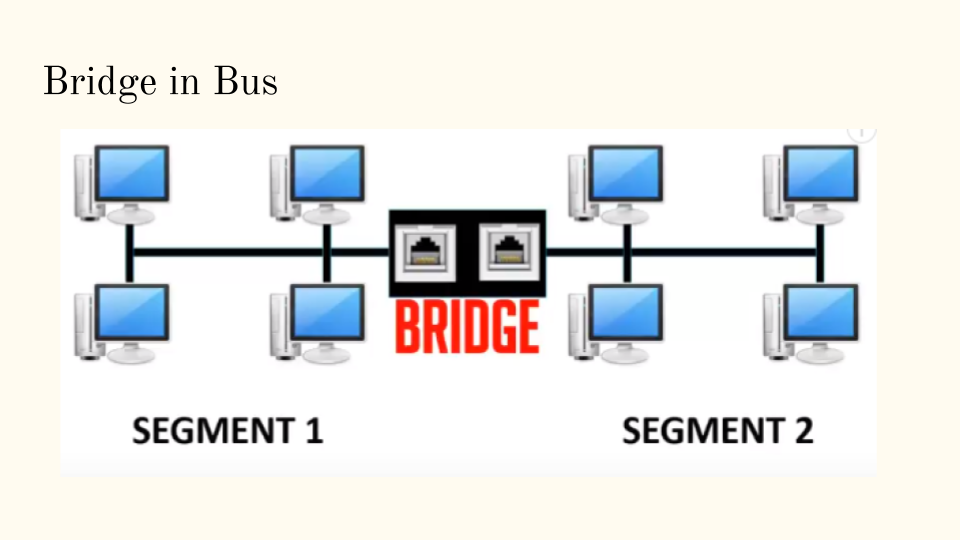 Bridge in Bus
BRIDGE
SEGMENT 1
SEGMENT 2